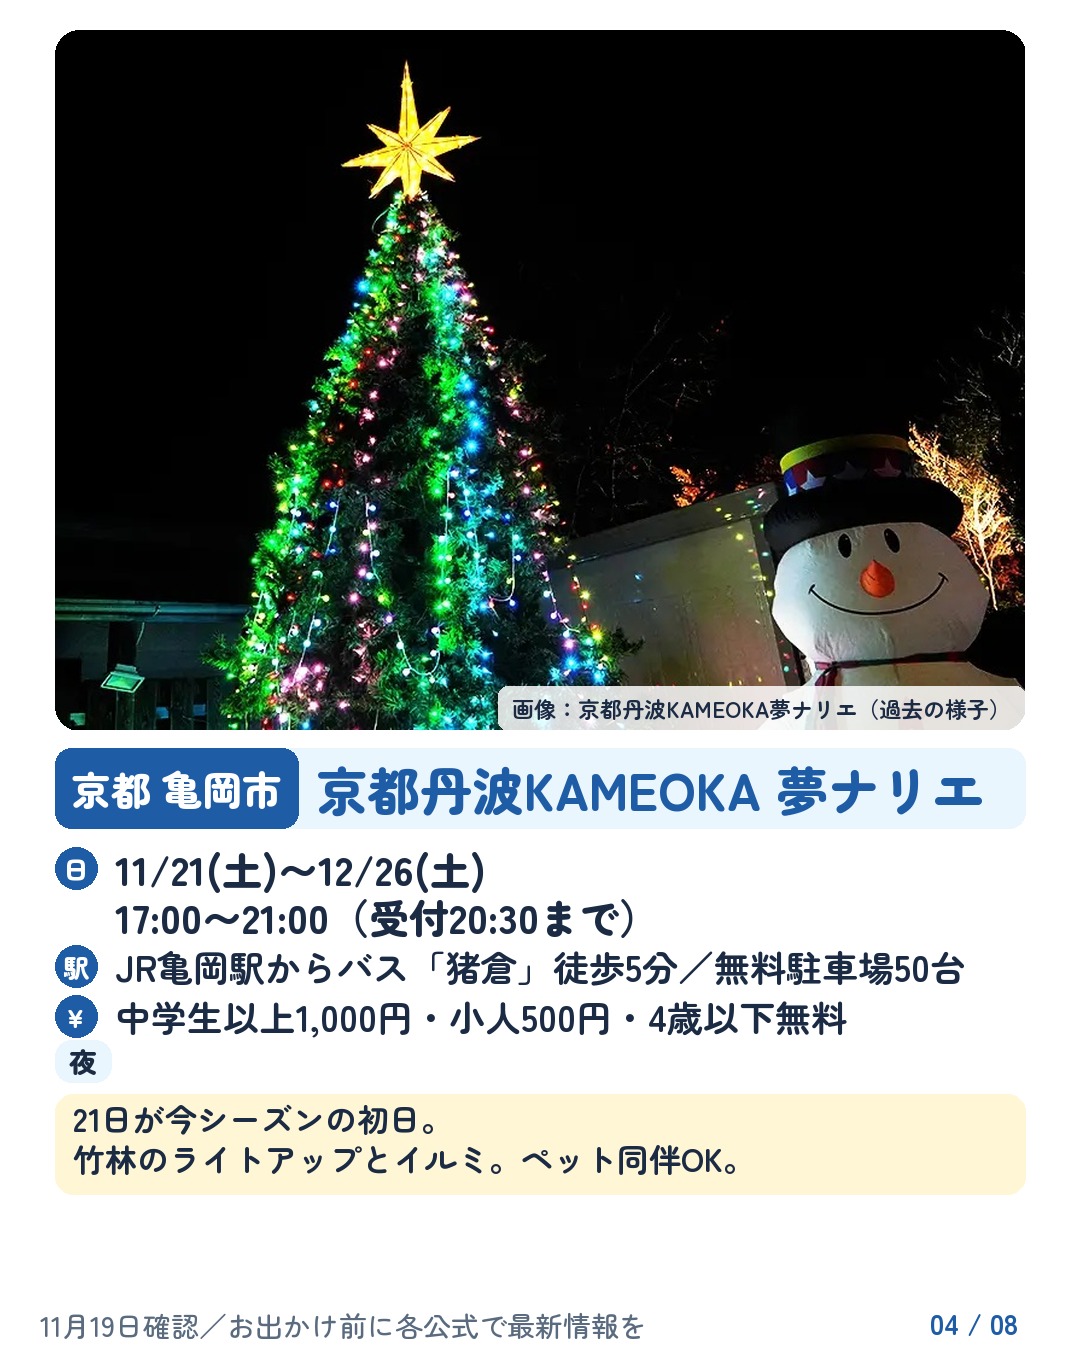 画像：京都丹波KAMEOKA夢ナリエ（過去の様子）
京都 亀岡市
京都丹波KAMEOKA 夢ナリエ
日 11/21(土)〜12/26(土)
17:00〜21:00（受付20:30まで）
駅 JR亀岡駅からバス「猪倉」徒歩5分／無料駐車場50台
¥ 中学生以上1,000円・小人500円・4歳以下無料
夜
21日が今シーズンの初日。
竹林のライトアップとイルミ。ペット同伴OK。
11月19日確認／お出かけ前に各公式で最新情報を
04 / 08